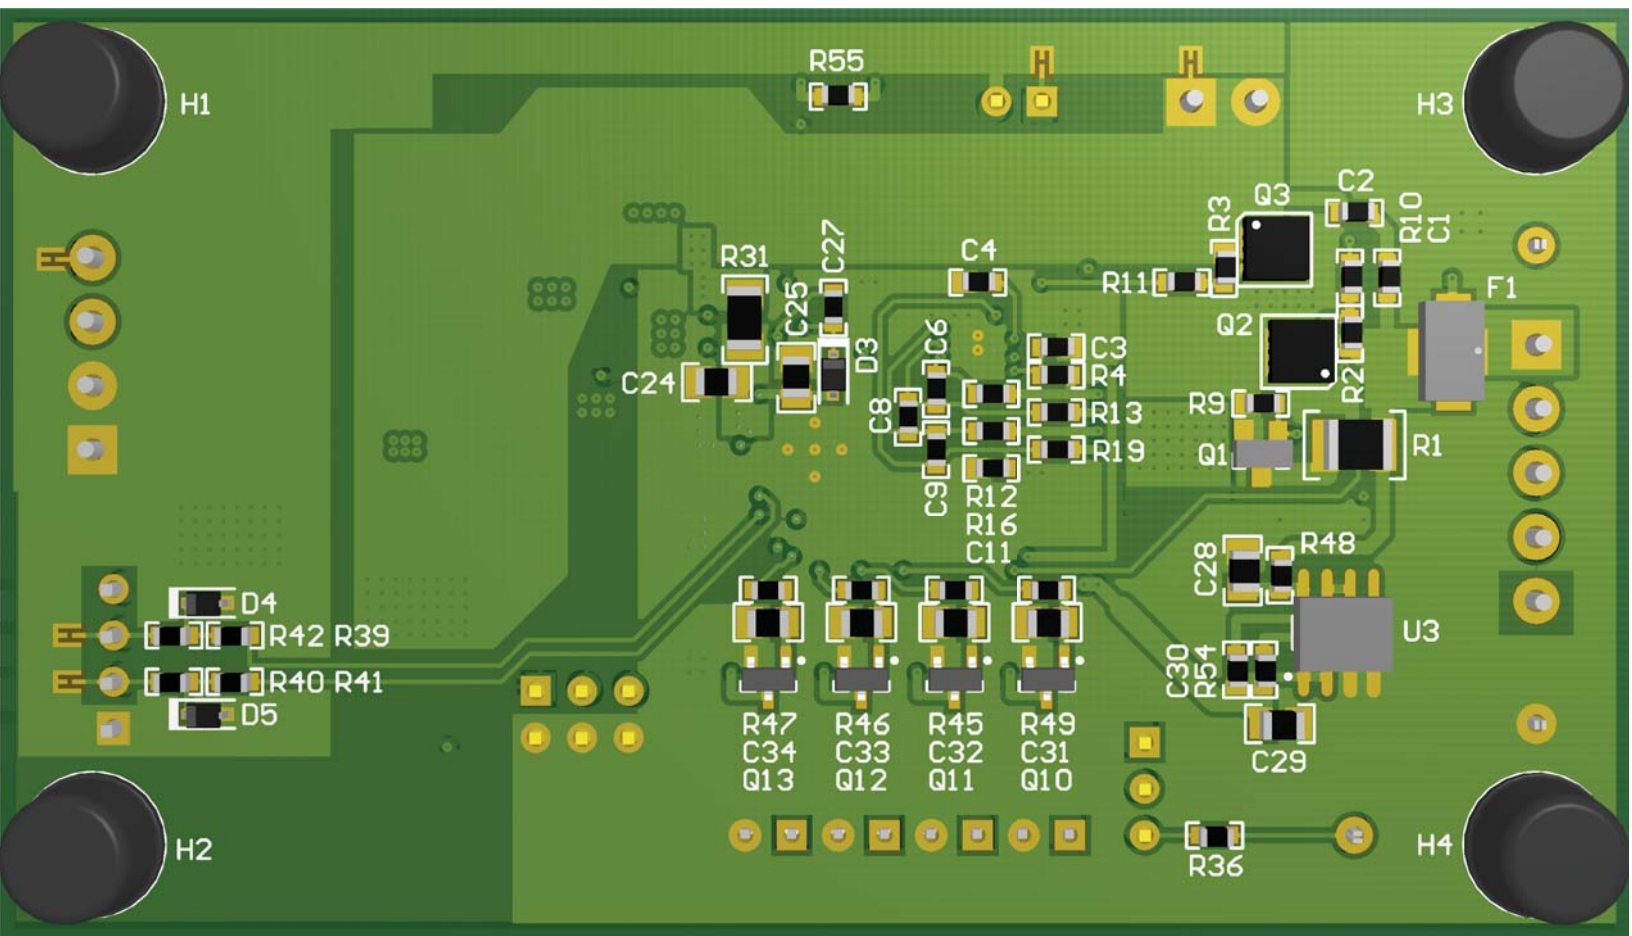 R55
H
H
H1
H3
C2
Q3
R3
R10
C1
C27
R31
C4
R11
H
C25
F1
Q2
C6
C3
D3
R4
C24
R2
R9
C8
R13
R1
R19
Q1
C9
R12
R16
C11
R48
C28
D4
U3
H
R42 R39
C30
R54
H
R40 R41
D5
R47
R46
R45
R49
C34
C33
C32
C31
C29
Q13
Q12
Q11
Q10
H2
H4
R36